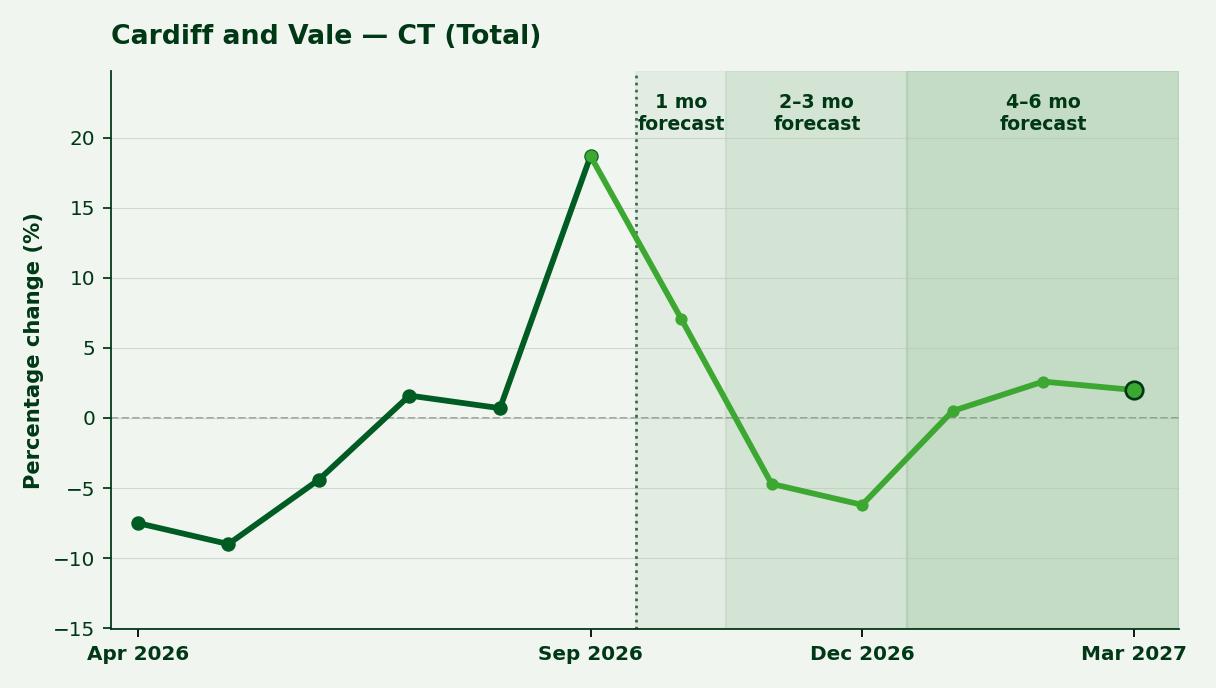 Cardiff and Vale — CT (Total)
1 mo
forecast
2–3 mo
forecast
4–6 mo
forecast
Percentage change (%)
20
15
10
5
0
−5
−10
−15
Apr 2026
Sep 2026
Dec 2026
Mar 2027